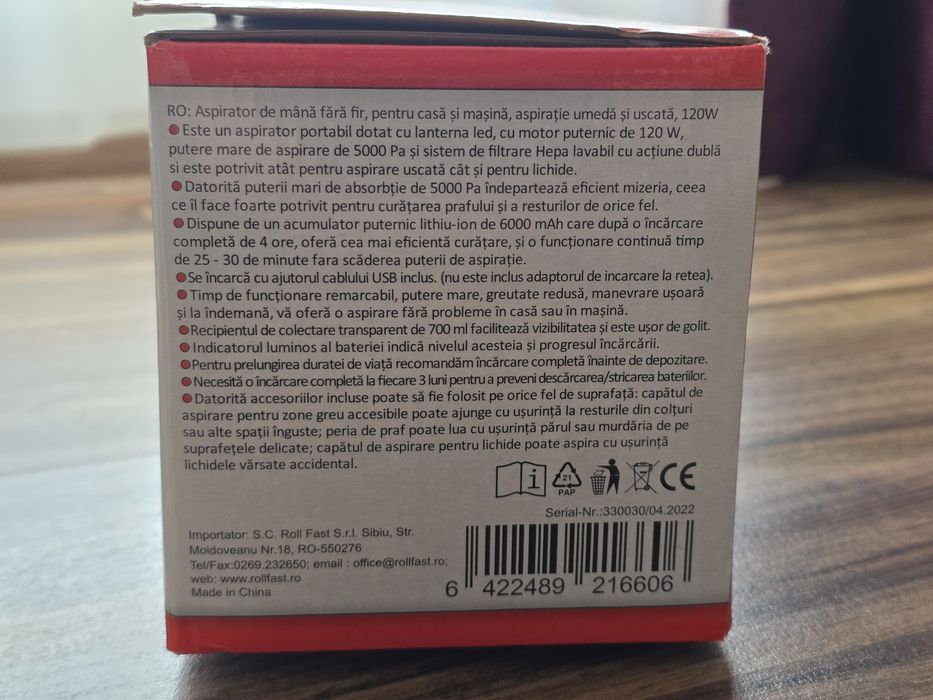 RO: Aspirator de mână fără fir, pentru casă și mașină, aspirație umedă și uscată, 120W
● Este un aspirator portabil dotat cu lanterna led, cu motor puternic de 120 W,
putere mare de aspirare de 5000 Pa și sistem de filtrare Hepa lavabil cu acțiune dublă
si este potrivit atât pentru aspirare uscată cât și pentru lichide.
● Datorită puterii mari de absorbție de 5000 Pa îndepartează eficient mizeria, ceea
ce îl face foarte potrivit pentru curățarea prafului și a resturilor de orice fel.
● Dispune de un acumulator puternic lithiu-ion de 6000 mAh care după o încărcare
completă de 4 ore, oferă cea mai eficientă curățare, și o funcționare continuă timp
de 25 - 30 de minute fara scăderea puterii de aspirație.
● Se încarcă cu ajutorul cablului USB inclus. (nu este inclus adaptorul de incarcare la retea).
● Timp de funcționare remarcabil, putere mare, greutate redusă, manevrare ușoară
și la îndemană, vă oferă o aspirare fără probleme în casă sau în mașină.
● Recipientul de colectare transparent de 700 ml facilitează vizibilitatea și este ușor de golit.
● Indicatorul luminos al bateriei indică nivelul acesteia și progresul încărcării.
● Pentru prelungirea duratei de viață recomandăm încărcare completă înainte de depozitare.
● Necesită o încărcare completă la fiecare 3 luni pentru a preveni descărcarea/stricarea bateriilor.
● Datorită accesoriilor incluse poate să fie folosit pe orice fel de suprafață: capătul de
aspirare pentru zone greu accesibile poate ajunge cu ușurință la resturile din colțuri
sau alte spații înguste; peria de praf poate lua cu ușurință părul sau murdăria de pe
suprafețele delicate; capătul de aspirare pentru lichide poate aspira cu ușurință
lichidele vărsate accidental.
i
21
PAP
CE
Serial-Nr.:330030/04.2022
Importator: S.C. Roll Fast S.r.l. Sibiu, Str.
Moldoveanu Nr.18, RO-550276
Tel/Fax:0269.232650; email : office@rollfast.ro;
web: www.rollfast.ro
Made in China
6 422489 216606